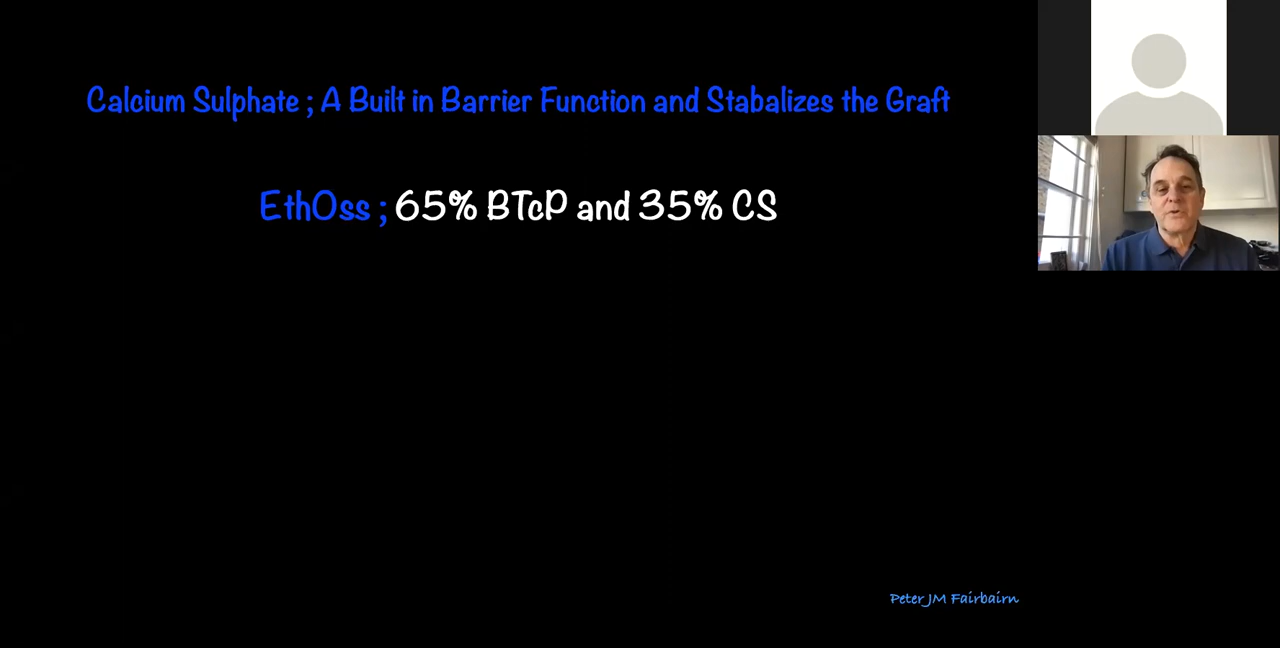 Calcium Sulphate ; A Built in Barrier Function and Stabalizes the Graft
EthOss ; 65% BTcP and 35% CS
Peter JM Fairbairn